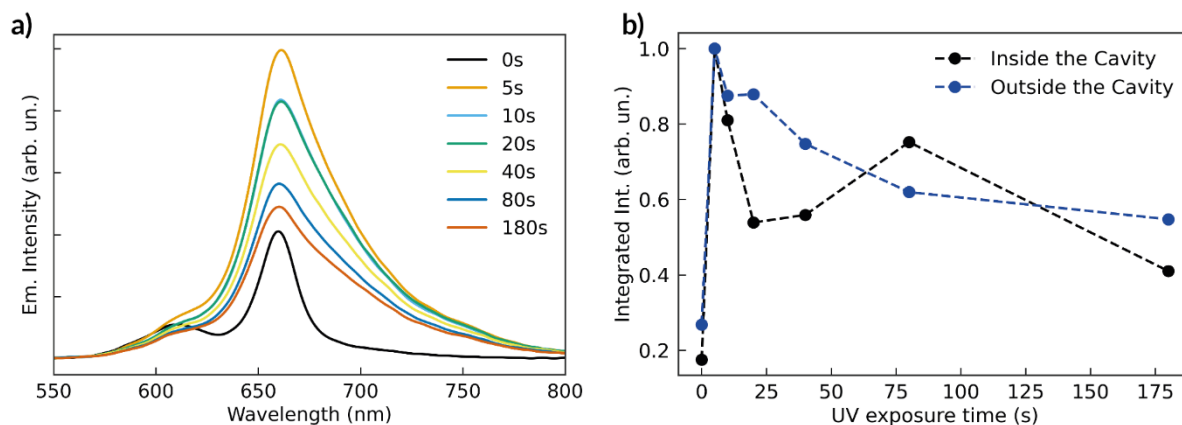 a)
Em. Intensity (arb. un.)
0s
5s
10s
20s
40s
80s
180s
550
600
650
700
750
800
Wavelength (nm)
b)
Integrated Int. (arb. un.)
1.0
0.8
0.6
0.4
0.2
Inside the Cavity
Outside the Cavity
0
25
50
75
100
125
150
175
UV exposure time (s)